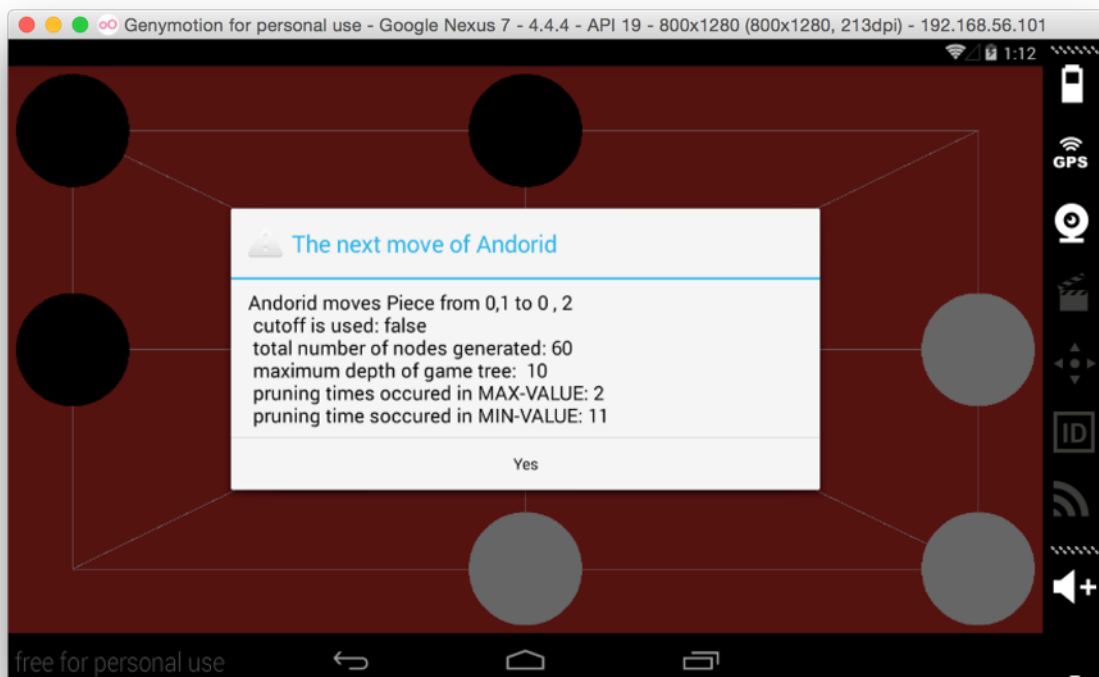 Genymotion for personal use - Google Nexus 7 - 4.4.4 - API 19 - 800x1280 (800x1280, 213dpi) - 192.168.56.101
1:12
GPS
The next move of Andorid
Andorid moves Piece from 0,1 to 0 , 2
cutoff is used: false
total number of nodes generated: 60
maximum depth of game tree:  10
pruning times occured in MAX-VALUE: 2
pruning time soccured in MIN-VALUE: 11
Yes
ID
free for personal use